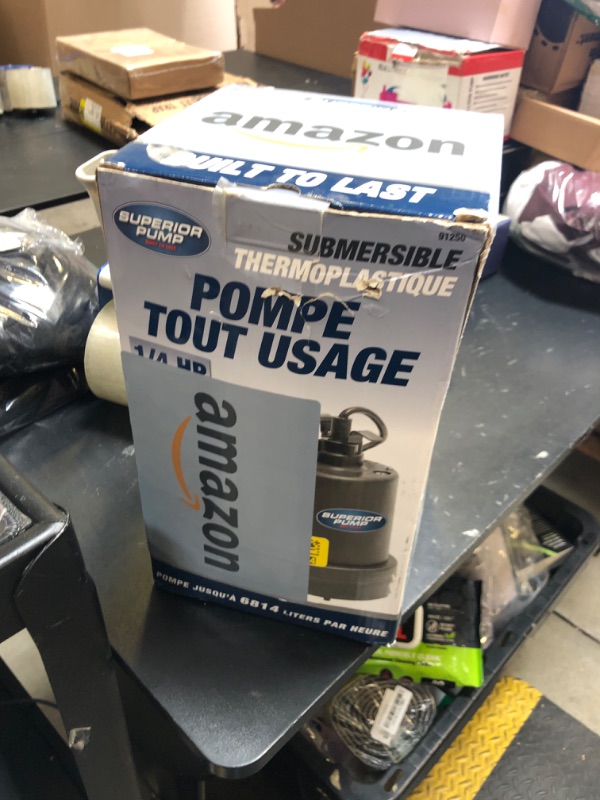 amazon
BUILT TO LAST
SUPERIOR
PUMP
91250
SUBMERSIBLE
THERMOPLASTIQUE
POMPE
TOUT USAGE
1/4 HP
amazon
SUPERIOR
PUMP
POMPE JUSQU'À 6814 LITERS PAR HEURE